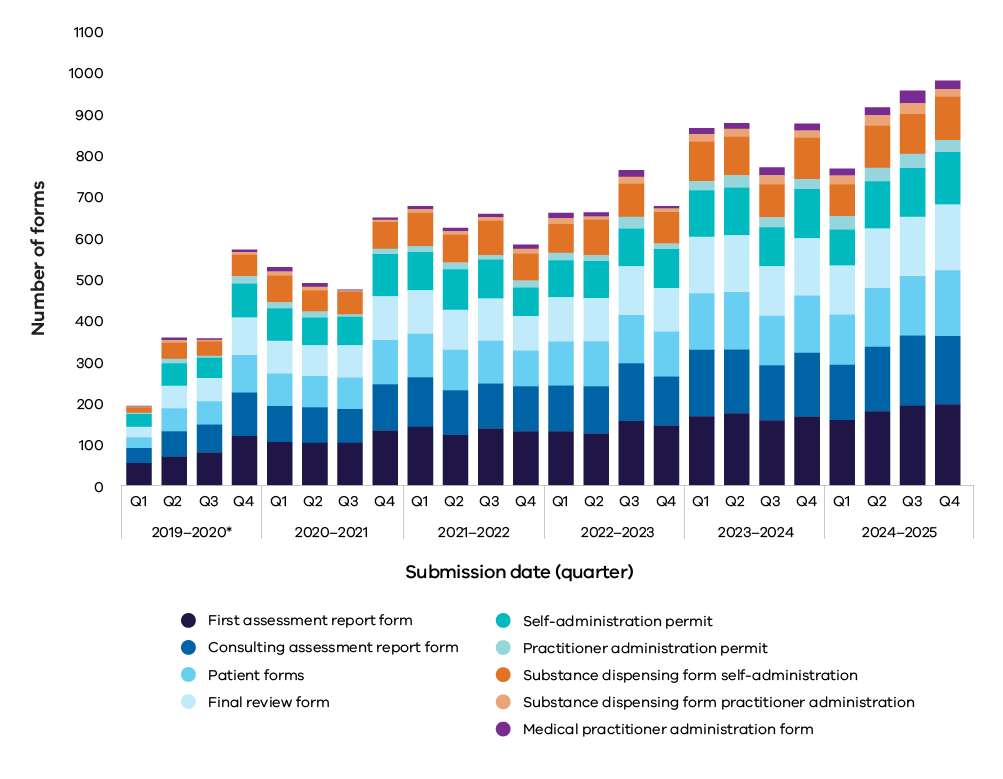 1100
1000
900
800
700
600
500
400
300
200
100
0
Number of forms
Q1 Q2 Q3 Q4 Q1 Q2 Q3 Q4 Q1 Q2 Q3 Q4 Q1 Q2 Q3 Q4 Q1 Q2 Q3 Q4 Q1 Q2 Q3 Q4
2019–2020* 2020–2021 2021–2022 2022–2023 2023–2024 2024–2025
Submission date (quarter)
First assessment report form
Consulting assessment report form
Patient forms
Final review form
Self-administration permit
Practitioner administration permit
Substance dispensing form self-administration
Substance dispensing form practitioner administration
Medical practitioner administration form